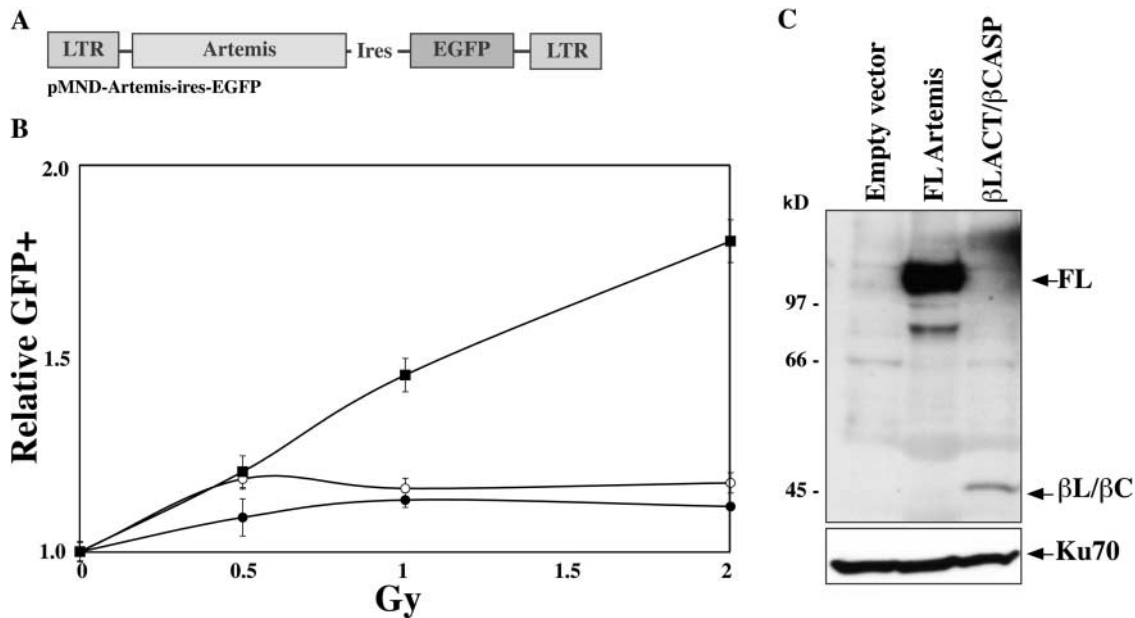 A
LTR Artemis Ires EGFP LTR
pMND-Artemis-ires-EGFP
B
Relative GFP+
2.0
1.5
1.0
0 0.5 1 1.5 2
Gy
C
Empty vector
FL Artemis
βLACT/βCASP
kD
97 -
66 -
45 -
FL
βL/βC
Ku70